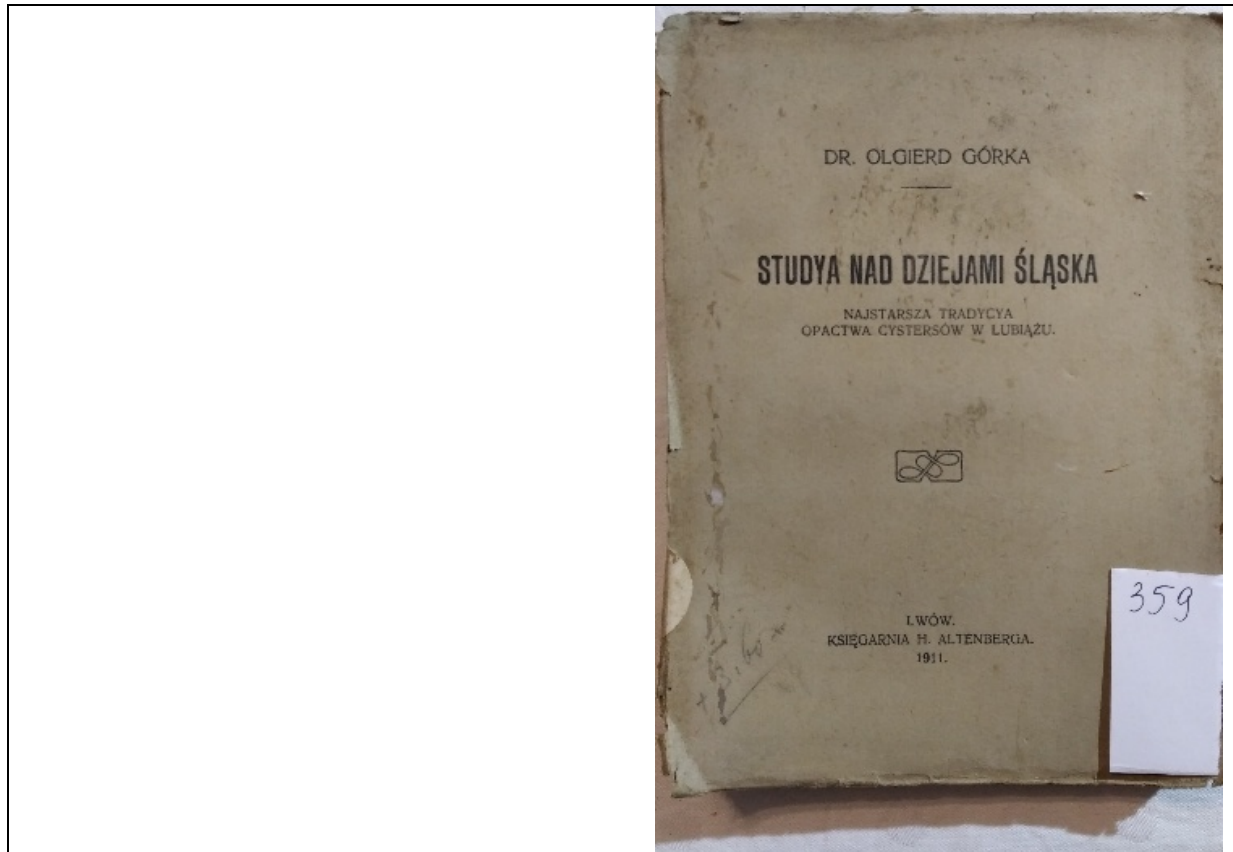 DR. OLGIERD GÓRKA
STUDYA NAD DZIEJAMI ŚLĄSKA
NAJSTARSZA TRADYCYA
OPACTWA CYSTERSÓW W LUBIĄŻU.
LWÓW.
KSIĘGARNIA H. ALTENBERGA.
1911.
359